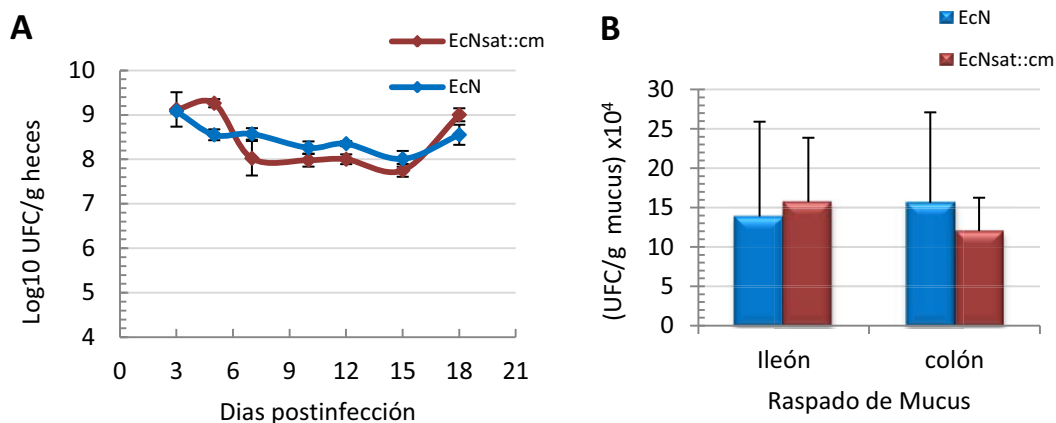 A
EcNsat::cm
EcN
Log10 UFC/g heces
10
9
8
7
6
5
4
0 3 6 9 12 15 18 21
Dias postinfección
B
EcN
EcNsat::cm
(UFC/g mucus) x10⁴
30
25
20
15
10
5
0
Ileón colón
Raspado de Mucus